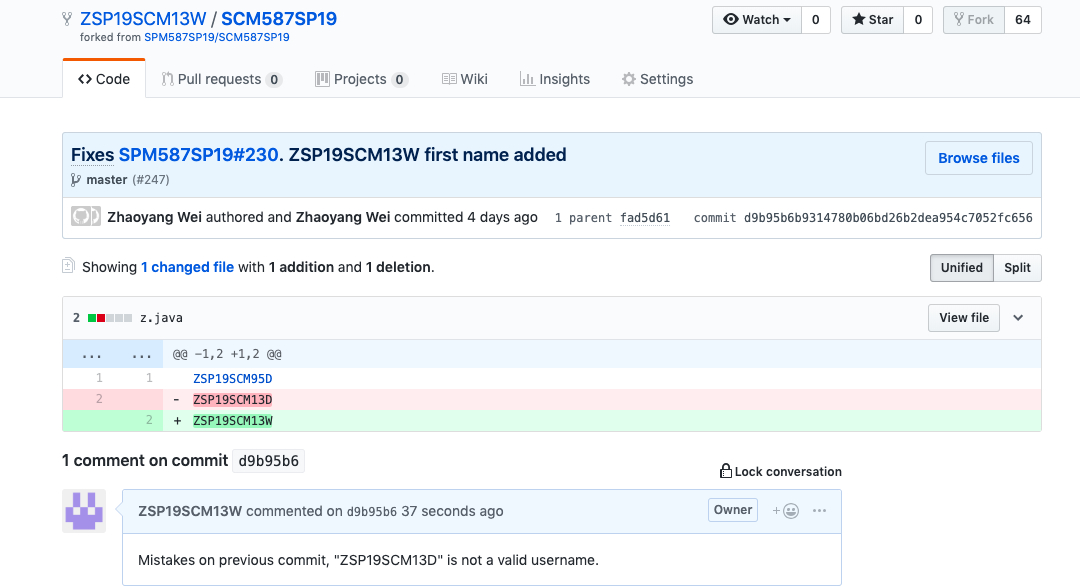 ZSP19SCM13W / SCM587SP19
Watch 0 Star 0 Fork 64
forked from SPM587SP19/SCM587SP19
Code Pull requests 0 Projects 0 Wiki Insights Settings
Fixes SPM587SP19#230. ZSP19SCM13W first name added
Browse files
master (#247)
Zhaoyang Wei authored and Zhaoyang Wei committed 4 days ago 1 parent fad5d61 commit d9b95b6b9314780b06bd26b2dea954c7052fc656
Showing 1 changed file with 1 addition and 1 deletion. Unified Split
2 z.java View file
... ... @@ -1,2 +1,2 @@
1 1 ZSP19SCM95D
2 - ZSP19SCM13D
2 + ZSP19SCM13W
1 comment on commit d9b95b6
Lock conversation
ZSP19SCM13W commented on d9b95b6 37 seconds ago Owner + ...
Mistakes on previous commit, "ZSP19SCM13D" is not a valid username.